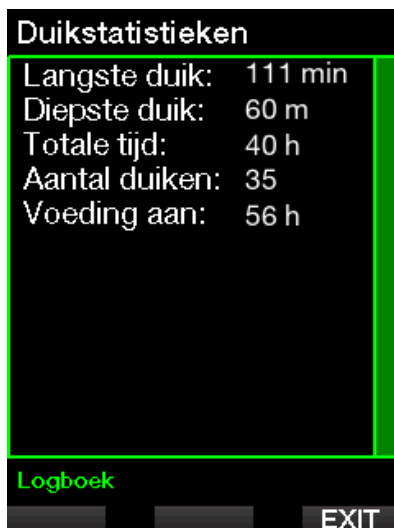 Duikstatistieken
Langste duik: 111 min
Diepste duik: 60 m
Totale tijd: 40 h
Aantal duiken: 35
Voeding aan: 56 h
Logboek
EXIT